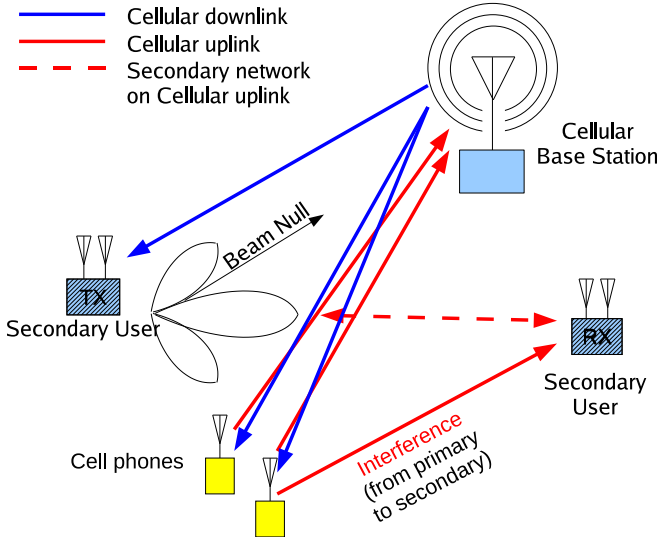 Cellular downlink
Cellular uplink
Secondary network
on Cellular uplink
Cellular
Base Station
Beam Null
TX
Secondary User
RX
Secondary
User
Cell phones
Interference
(from primary
to secondary)